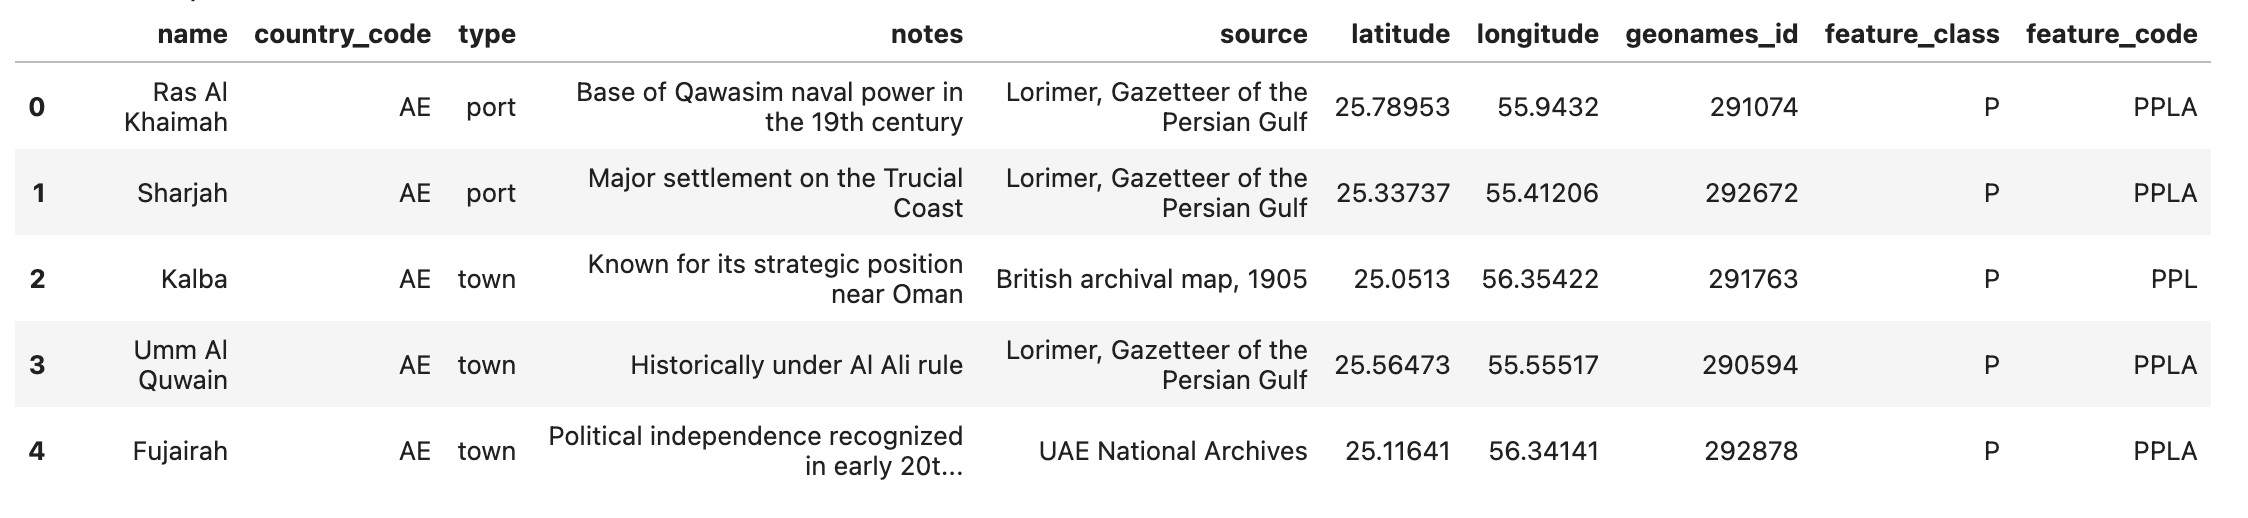 name country_code type notes source latitude longitude geonames_id feature_class feature_code
0 Ras Al Khaimah AE port Base of Qawasim naval power in the 19th century Lorimer, Gazetteer of the Persian Gulf 25.78953 55.9432 291074 P PPLA
1 Sharjah AE port Major settlement on the Trucial Coast Lorimer, Gazetteer of the Persian Gulf 25.33737 55.41206 292672 P PPLA
2 Kalba AE town Known for its strategic position near Oman British archival map, 1905 25.0513 56.35422 291763 P PPL
3 Umm Al Quwain AE town Historically under Al Ali rule Lorimer, Gazetteer of the Persian Gulf 25.56473 55.55517 290594 P PPLA
4 Fujairah AE town Political independence recognized in early 20t... UAE National Archives 25.11641 56.34141 292878 P PPLA